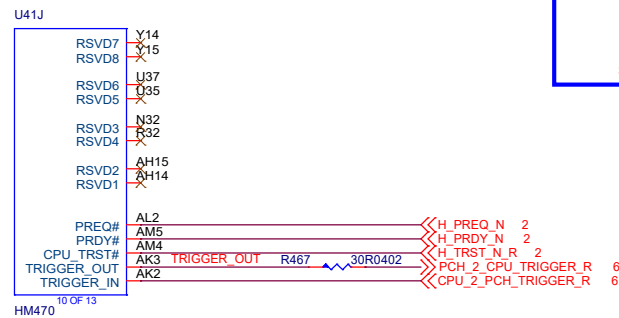 U41J
RSVD7 Y14
RSVD8 Y15
RSVD6 U37
RSVD5 U35
RSVD3 N32
RSVD4 R32
RSVD2 AH15
RSVD1 AH14
PREQ# AL2 H_PREQ_N 2
PRDY# AM5 H_PRDY_N 2
CPU_TRST# AM4 H_TRST_N_R 2
TRIGGER_OUT AK3 TRIGGER_OUT R467 30R0402 PCH_2_CPU_TRIGGER_R 6
TRIGGER_IN AK2 CPU_2_PCH_TRIGGER_R 6
10 OF 13
HM470